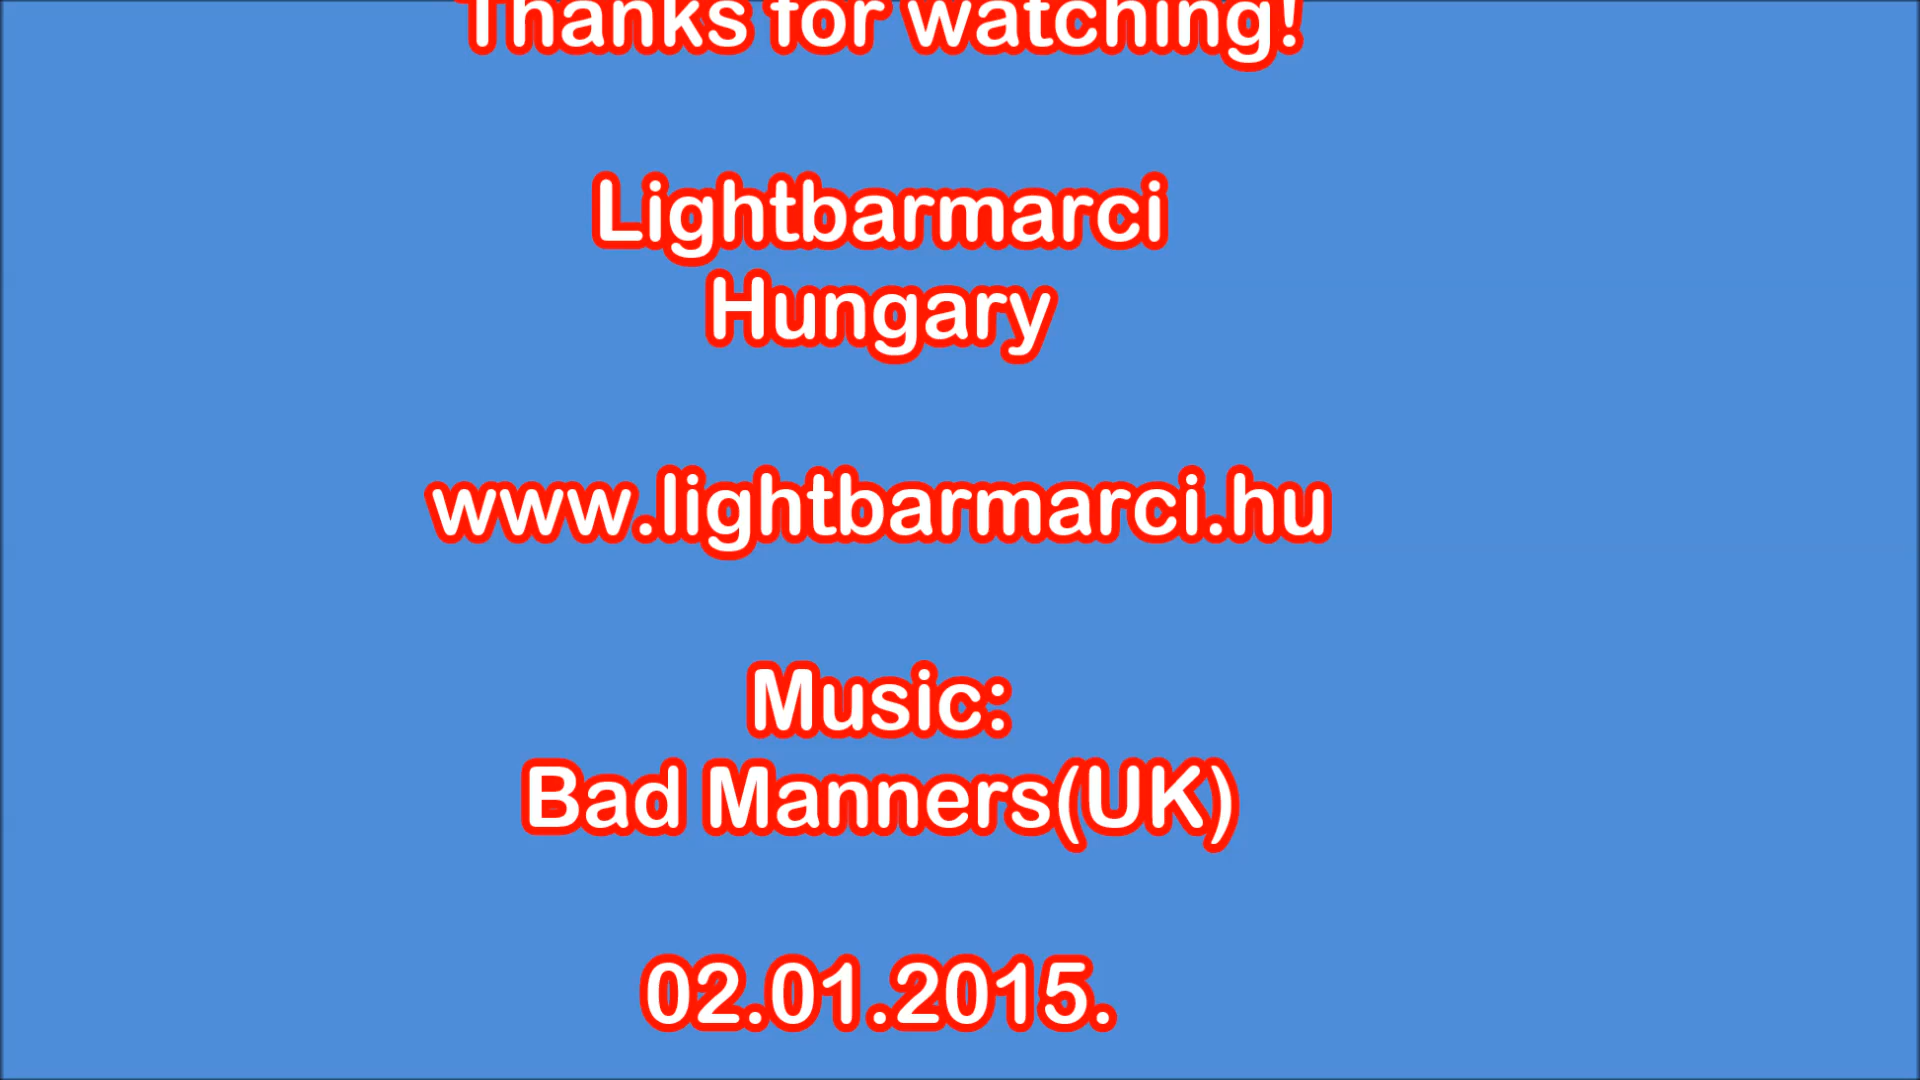 Thanks for watching!
Lightbarmarci
Hungary
www.lightbarmarci.hu
Music:
Bad Manners(UK)
02.01.2015.